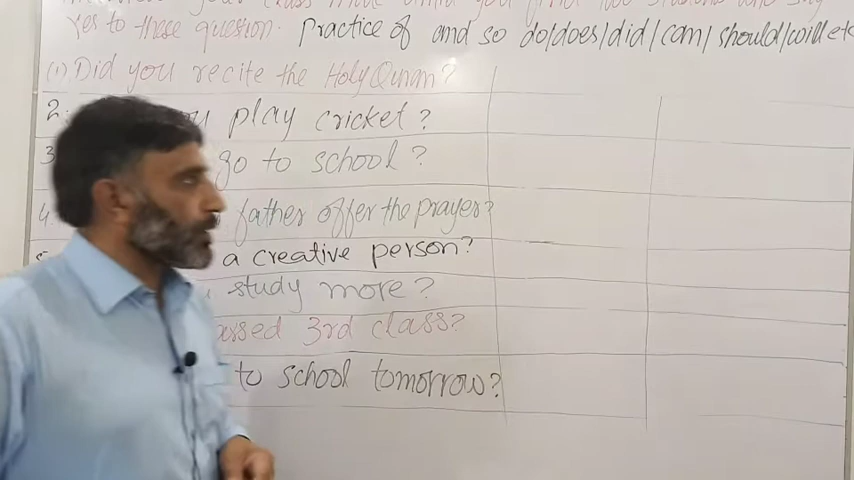 yes to these question. Practice of and so do/does/did/can/should/will etc
(1) Did you recite the Holy Quran?
2: you play cricket?
3 go to school?
4 father offer the prayer?
5 a creative person?
study more?
3rd class?
to school tomorrow?